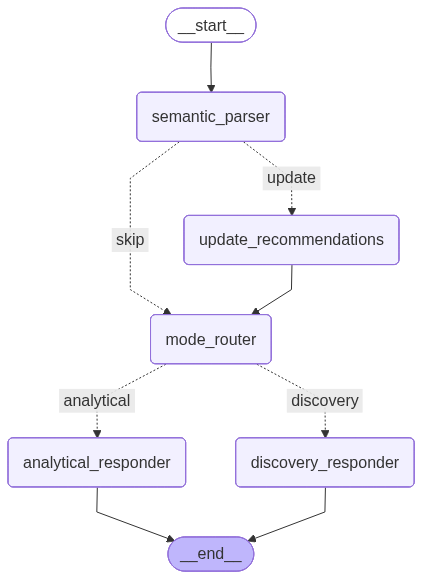 __start__
semantic_parser
update
skip
update_recommendations
mode_router
analytical
discovery
analytical_responder
discovery_responder
__end__